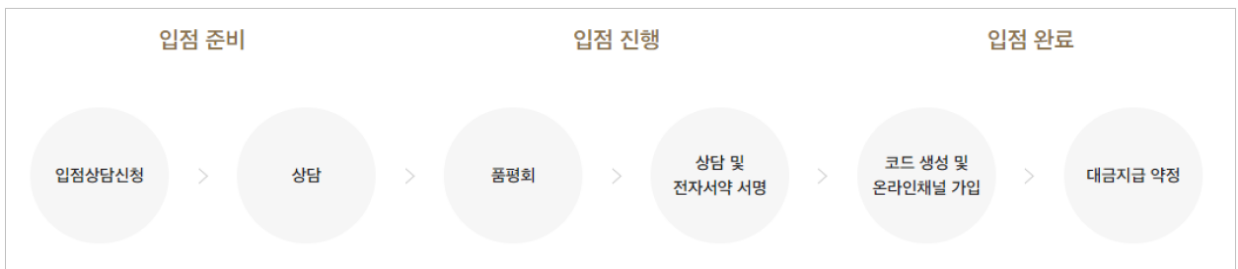 입점 준비
입점 진행
입점 완료
입점상담신청
상담
품평회
상담 및
전자서약 서명
코드 생성 및
온라인채널 가입
대금지급 약정